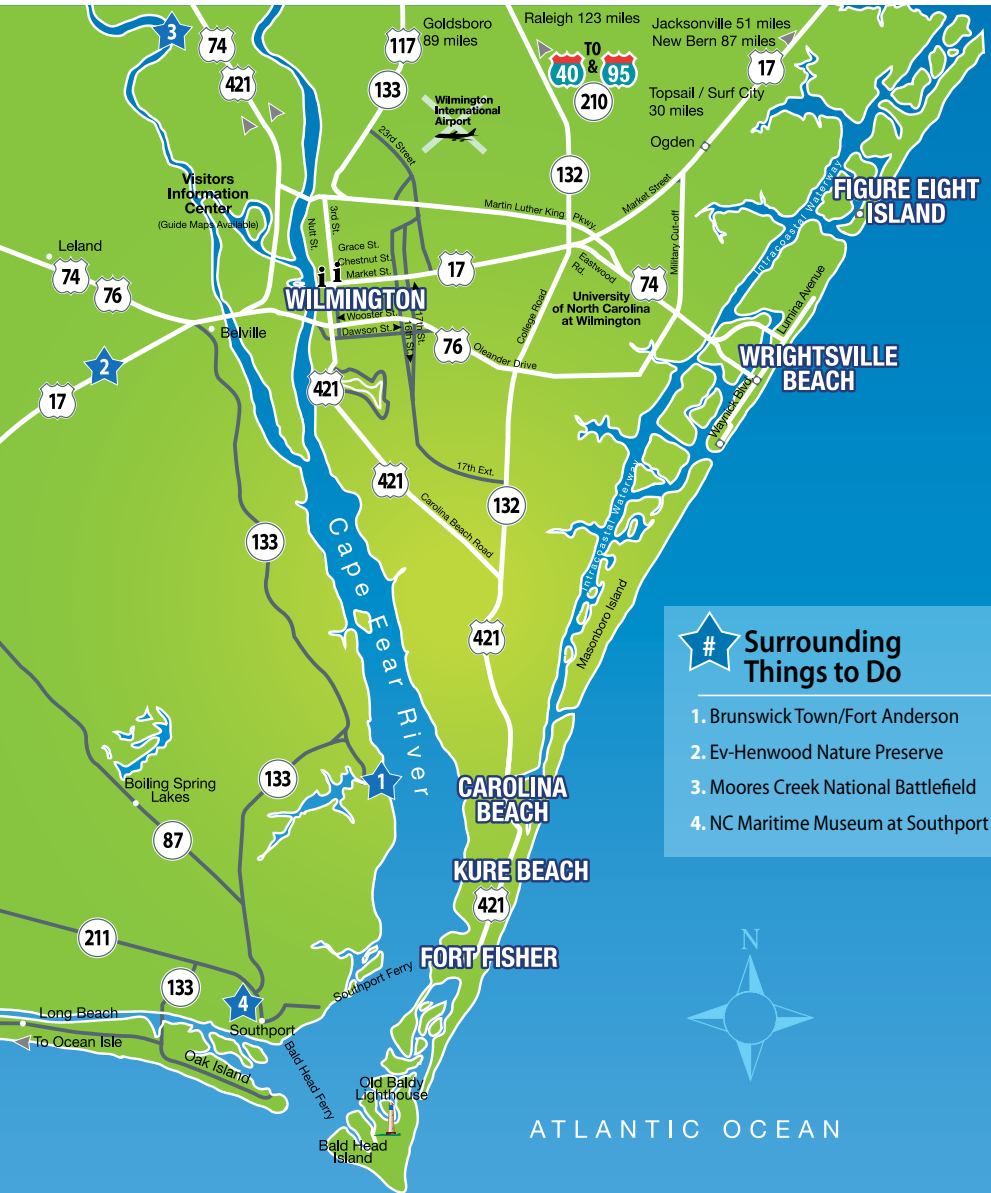 3
74
421
117
Goldsboro
89 miles
133
Raleigh 123 miles
TO
&
40
95
210
Jacksonville 51 miles
New Bern 87 miles
17
Topsail / Surf City
30 miles
Ogden
Wilmington
International
Airport
23rd Street
132
Visitors
Information
Center
(Guide Maps Available)
Nutt St.
3rd St.
Martin Luther King Pkwy.
Market Street
Military Cut-off
Intracoastal Waterway
FIGURE EIGHT
ISLAND
Leland
74
76
Grace St.
Chestnut St.
Market St.
i i
17
WILMINGTON
Eastwood
Rd.
74
University
of North Carolina
at Wilmington
College Road
Lumina Avenue
Belville
Wooster St.
Dawson St.
16th St.
17th St.
76
Oleander Drive
WRIGHTSVILLE
BEACH
Waynick Blvd.
2
17
421
421
17th Ext.
Carolina Beach Road
132
133
Cape Fear River
Intracoastal Waterway
Masonboro Island
421
#
Surrounding
Things to Do
1. Brunswick Town/Fort Anderson
2. Ev-Henwood Nature Preserve
3. Moores Creek National Battlefield
4. NC Maritime Museum at Southport
Boiling Spring
Lakes
133
1
CAROLINA
BEACH
87
KURE BEACH
421
211
FORT FISHER
133
4
Southport Ferry
N
Long Beach
Southport
To Ocean Isle
Oak Island
Bald Head Ferry
Old Baldy
Lighthouse
Bald Head
Island
ATLANTIC OCEAN